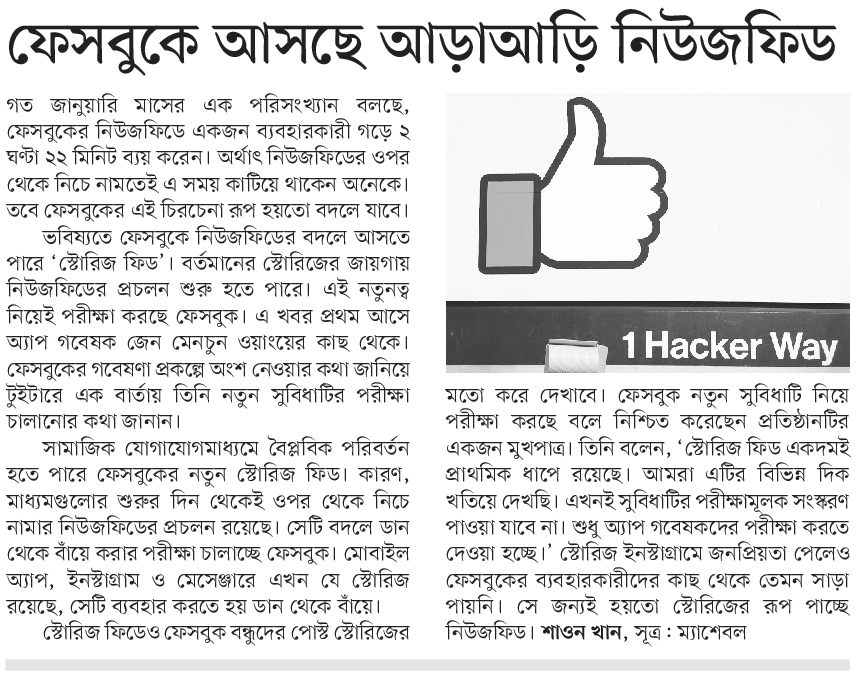 ফেসবুকে আসছে আড়াআড়ি নিউজফিড
গত জানুয়ারি মাসের এক পরিসংখ্যান বলছে,
ফেসবুকের নিউজফিডে একজন ব্যবহারকারী গড়ে ২
ঘণ্টা ২২ মিনিট ব্যয় করেন। অর্থাৎ নিউজফিডের ওপর
থেকে নিচে নামতেই এ সময় কাটিয়ে থাকেন অনেকে।
তবে ফেসবুকের এই চিরচেনা রূপ হয়তো বদলে যাবে।
ভবিষ্যতে ফেসবুকে নিউজফিডের বদলে আসতে
পারে ‘স্টোরিজ ফিড’। বর্তমানের স্টোরিজের জায়গায়
নিউজফিডের প্রচলন শুরু হতে পারে। এই নতুনত্ব
নিয়েই পরীক্ষা করছে ফেসবুক। এ খবর প্রথম আসে
অ্যাপ গবেষক জেন মেনচুন ওয়াংয়ের কাছ থেকে।
ফেসবুকের গবেষণা প্রকল্পে অংশ নেওয়ার কথা জানিয়ে
টুইটারে এক বার্তায় তিনি নতুন সুবিধাটির পরীক্ষা
চালানোর কথা জানান।
সামাজিক যোগাযোগমাধ্যমে বৈপ্লবিক পরিবর্তন
হতে পারে ফেসবুকের নতুন স্টোরিজ ফিড। কারণ,
মাধ্যমগুলোর শুরুর দিন থেকেই ওপর থেকে নিচে
নামার নিউজফিডের প্রচলন রয়েছে। সেটি বদলে ডান
থেকে বাঁয়ে করার পরীক্ষা চালাচ্ছে ফেসবুক। মোবাইল
অ্যাপ, ইনস্টাগ্রাম ও মেসেঞ্জারে এখন যে স্টোরিজ
রয়েছে, সেটি ব্যবহার করতে হয় ডান থেকে বাঁয়ে।
স্টোরিজ ফিডেও ফেসবুক বন্ধুদের পোস্ট স্টোরিজের
1 Hacker Way
মতো করে দেখাবে। ফেসবুক নতুন সুবিধাটি নিয়ে
পরীক্ষা করছে বলে নিশ্চিত করেছেন প্রতিষ্ঠানটির
একজন মুখপাত্র। তিনি বলেন, ‘স্টোরিজ ফিড একদমই
প্রাথমিক ধাপে রয়েছে। আমরা এটির বিভিন্ন দিক
খতিয়ে দেখছি। এখনই সুবিধাটির পরীক্ষামূলক সংস্করণ
পাওয়া যাবে না। শুধু অ্যাপ গবেষকদের পরীক্ষা করতে
দেওয়া হচ্ছে।’ স্টোরিজ ইনস্টাগ্রামে জনপ্রিয়তা পেলেও
ফেসবুকের ব্যবহারকারীদের কাছ থেকে তেমন সাড়া
পায়নি। সে জন্যই হয়তো স্টোরিজের রূপ পাচ্ছে
নিউজফিড। শাওন খান, সূত্র : ম্যাশেবল